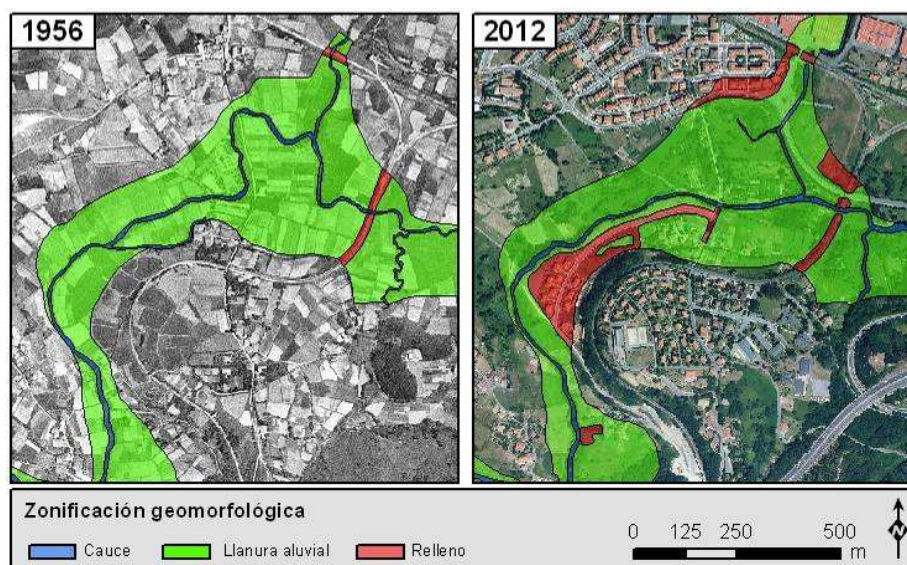 1956
2012
Zonificación geomorfológica
Cauce
Llanura aluvial
Relleno
0 125 250 500
m
N